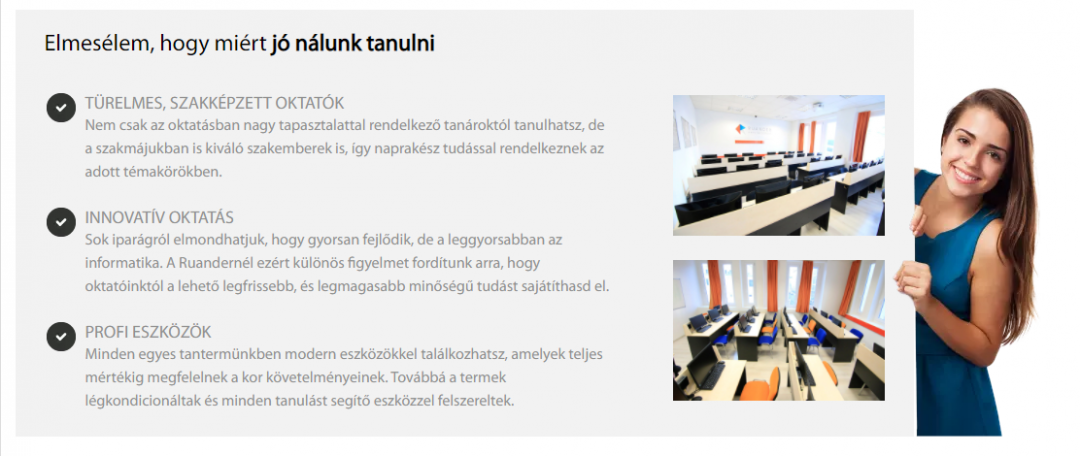 Elmesélem, hogy miért jó nálunk tanulni
TÜRELMES, SZAKKÉPZETT OKTATÓK
Nem csak az oktatásban nagy tapasztalattal rendelkező tanároktól tanulhatsz, de
a szakmájukban is kiváló szakemberek is, így naprakész tudással rendelkeznek az
adott témakörökben.
INNOVATÍV OKTATÁS
Sok iparágról elmondhatjuk, hogy gyorsan fejlődik, de a leggyorsabban az
informatika. A Ruandernél ezért különös figyelmet fordítunk arra, hogy
oktatóinktól a lehető legfrissebb, és legmagasabb minőségű tudást sajátíthasd el.
PROFI ESZKÖZÖK
Minden egyes tantermünkben modern eszközökkel találkozhatsz, amelyek teljes
mértékig megfelelnek a kor követelményeinek. Továbbá a termek
légkondicionáltak és minden tanulást segítő eszközzel felszereltek.